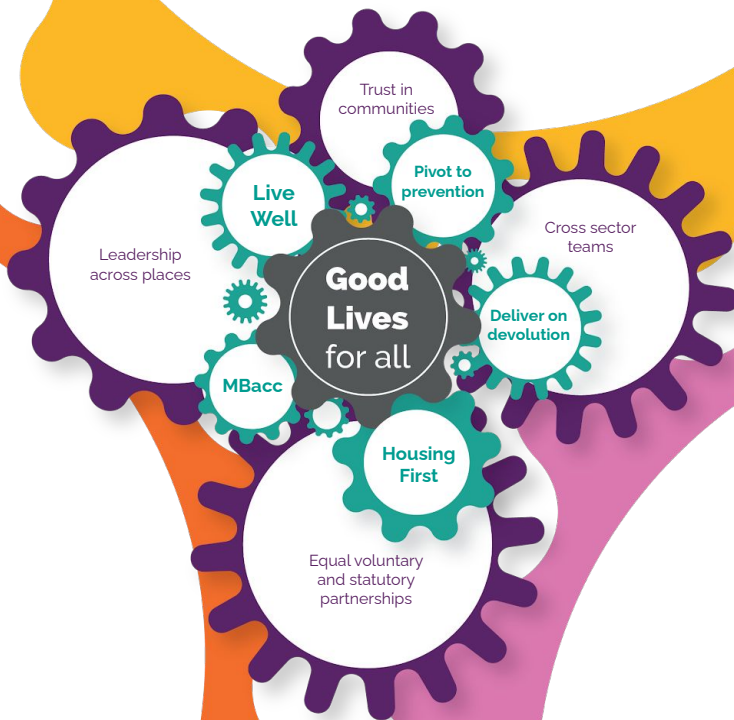 Trust in
communities
Pivot to
prevention
Live
Well
Cross sector
teams
Leadership
across places
Good
Lives
for all
Deliver on
devolution
MBacc
Housing
First
Equal voluntary
and statutory
partnerships